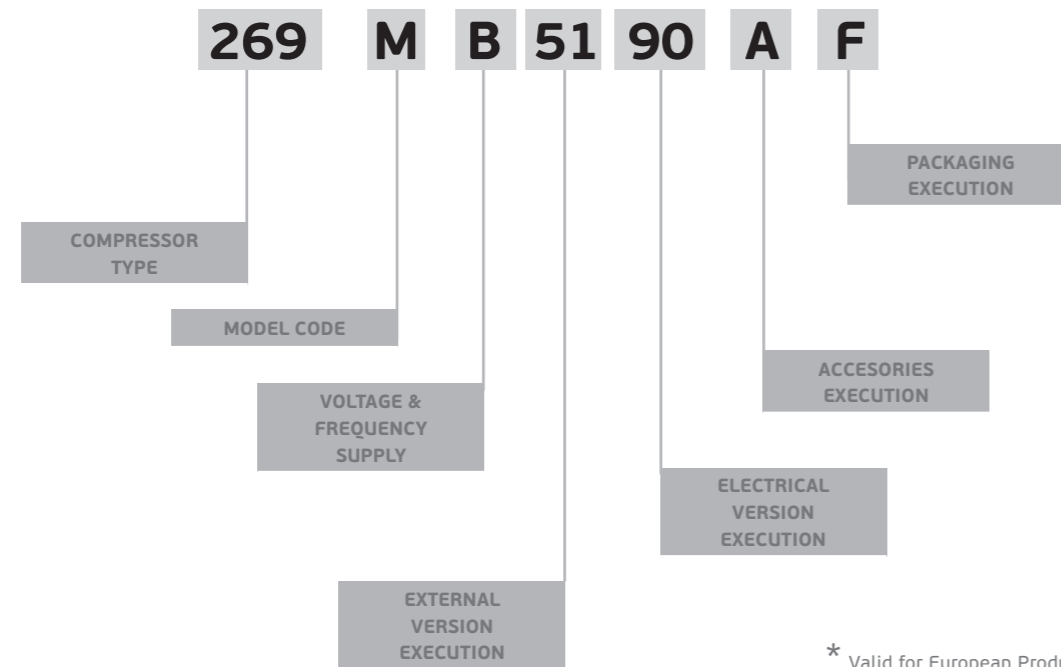 269 M B 51 90 A F
PACKAGING
EXECUTION
COMPRESSOR
TYPE
MODEL CODE
ACCESORIES
EXECUTION
VOLTAGE &
FREQUENCY
SUPPLY
ELECTRICAL
VERSION
EXECUTION
EXTERNAL
VERSION
EXECUTION
* Valid for European Prod